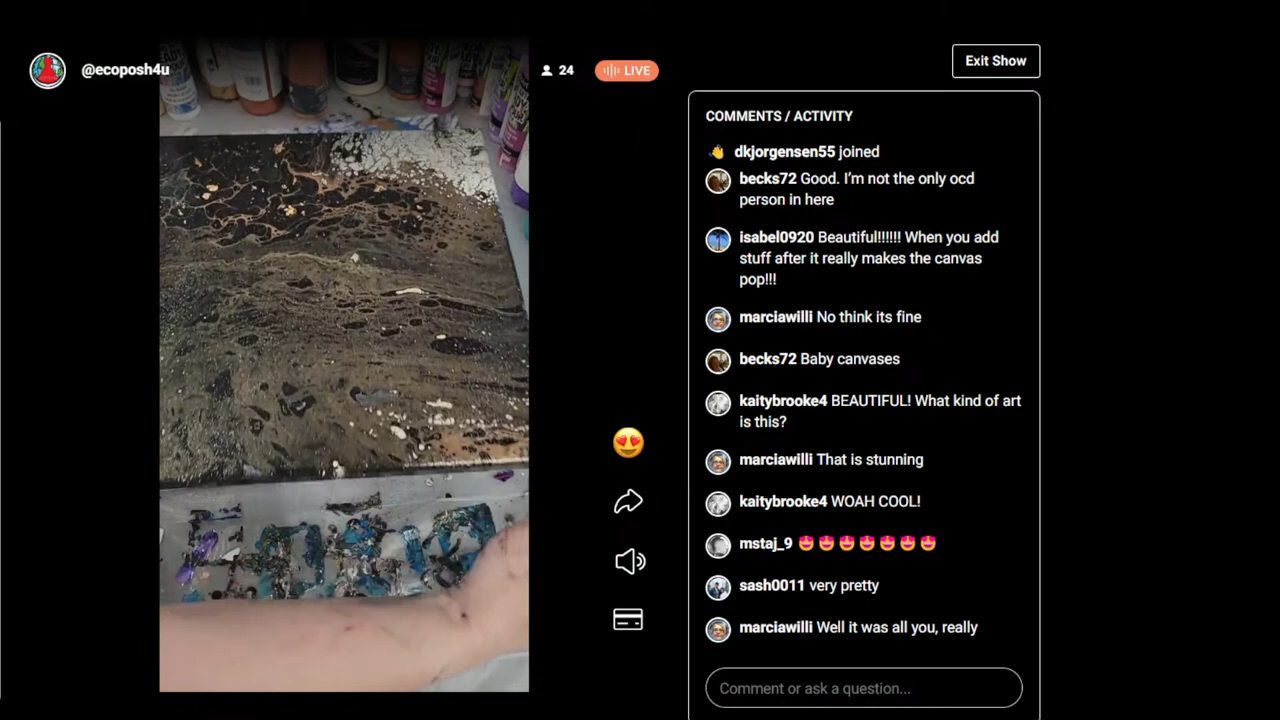 @ecoposh4u
24
LIVE
Exit Show
COMMENTS / ACTIVITY
dkjorgensen55 joined
becks72 Good. I'm not the only ocd
person in here
isabel0920 Beautiful!!!!!! When you add
stuff after it really makes the canvas
pop!!!
marciawilli No think its fine
becks72 Baby canvases
kaitybrooke4 BEAUTIFUL! What kind of art
is this?
marciawilli That is stunning
kaitybrooke4 WOAH COOL!
mstaj_9 🤩🤩🤩🤩🤩🤩🤩
sash0011 very pretty
marciawilli Well it was all you, really
Comment or ask a question...